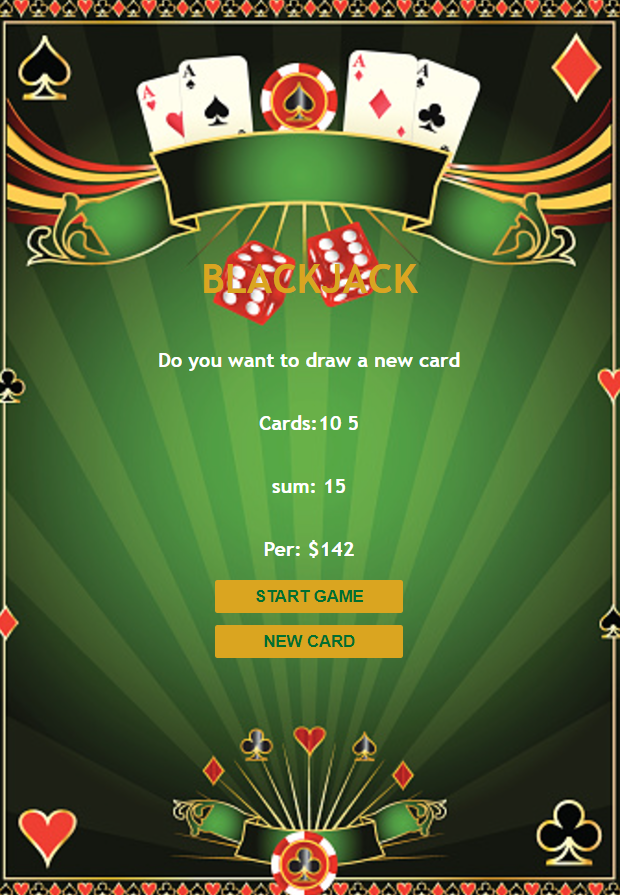 A A A A
BLACKJACK
Do you want to draw a new card
Cards:10 5
sum: 15
Per: $142
START GAME
NEW CARD